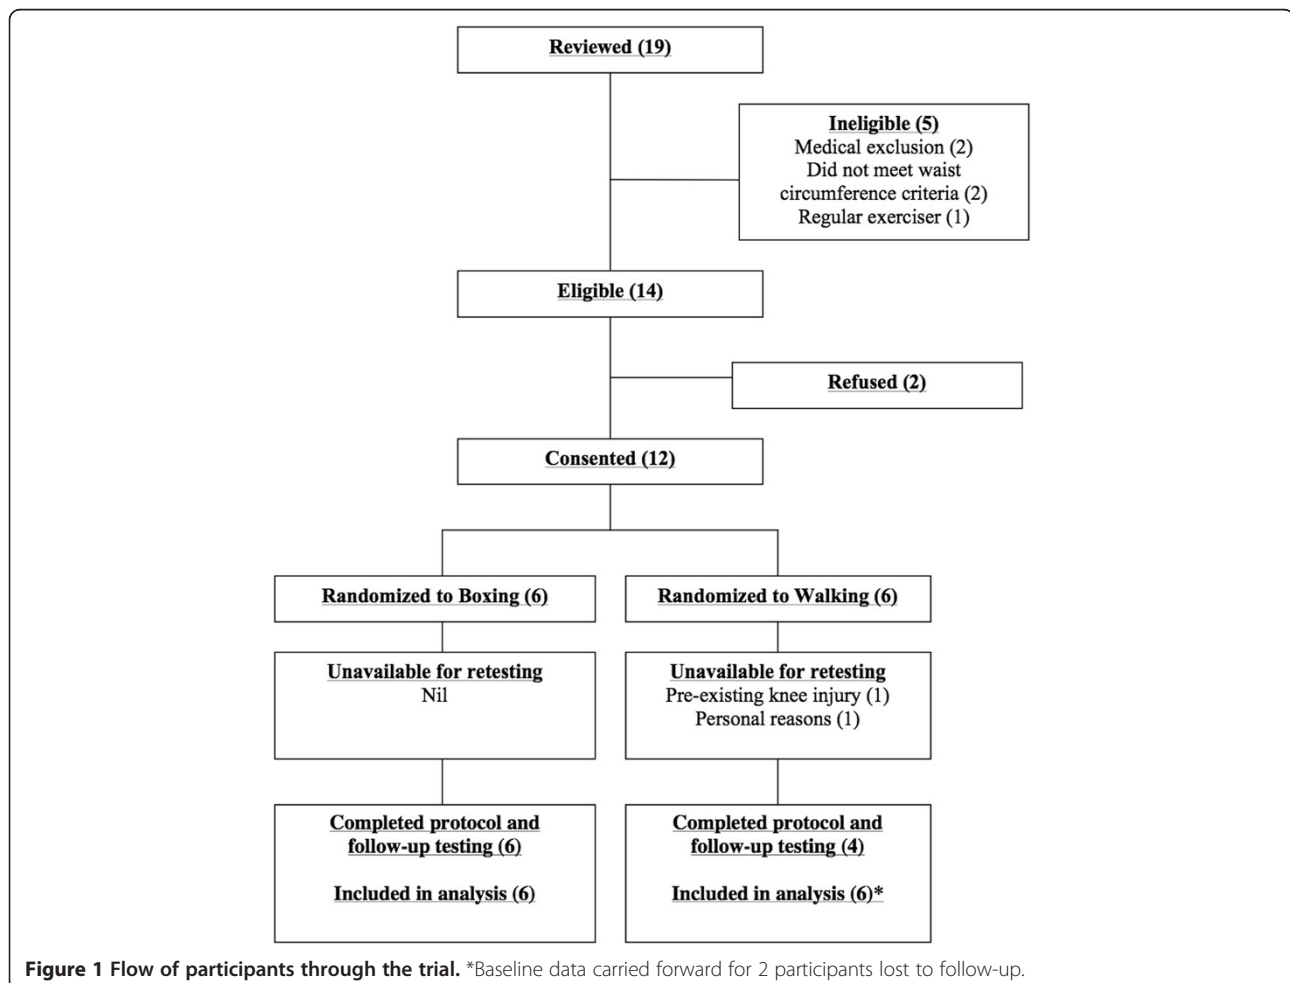 Reviewed (19)
Ineligible (5)
Medical exclusion (2)
Did not meet waist
circumference criteria (2)
Regular exerciser (1)
Eligible (14)
Refused (2)
Consented (12)
Randomized to Boxing (6)
Randomized to Walking (6)
Unavailable for retesting
Nil
Unavailable for retesting
Pre-existing knee injury (1)
Personal reasons (1)
Completed protocol and
follow-up testing (6)
Included in analysis (6)
Completed protocol and
follow-up testing (4)
Included in analysis (6)*
Figure 1 Flow of participants through the trial. *Baseline data carried forward for 2 participants lost to follow-up.